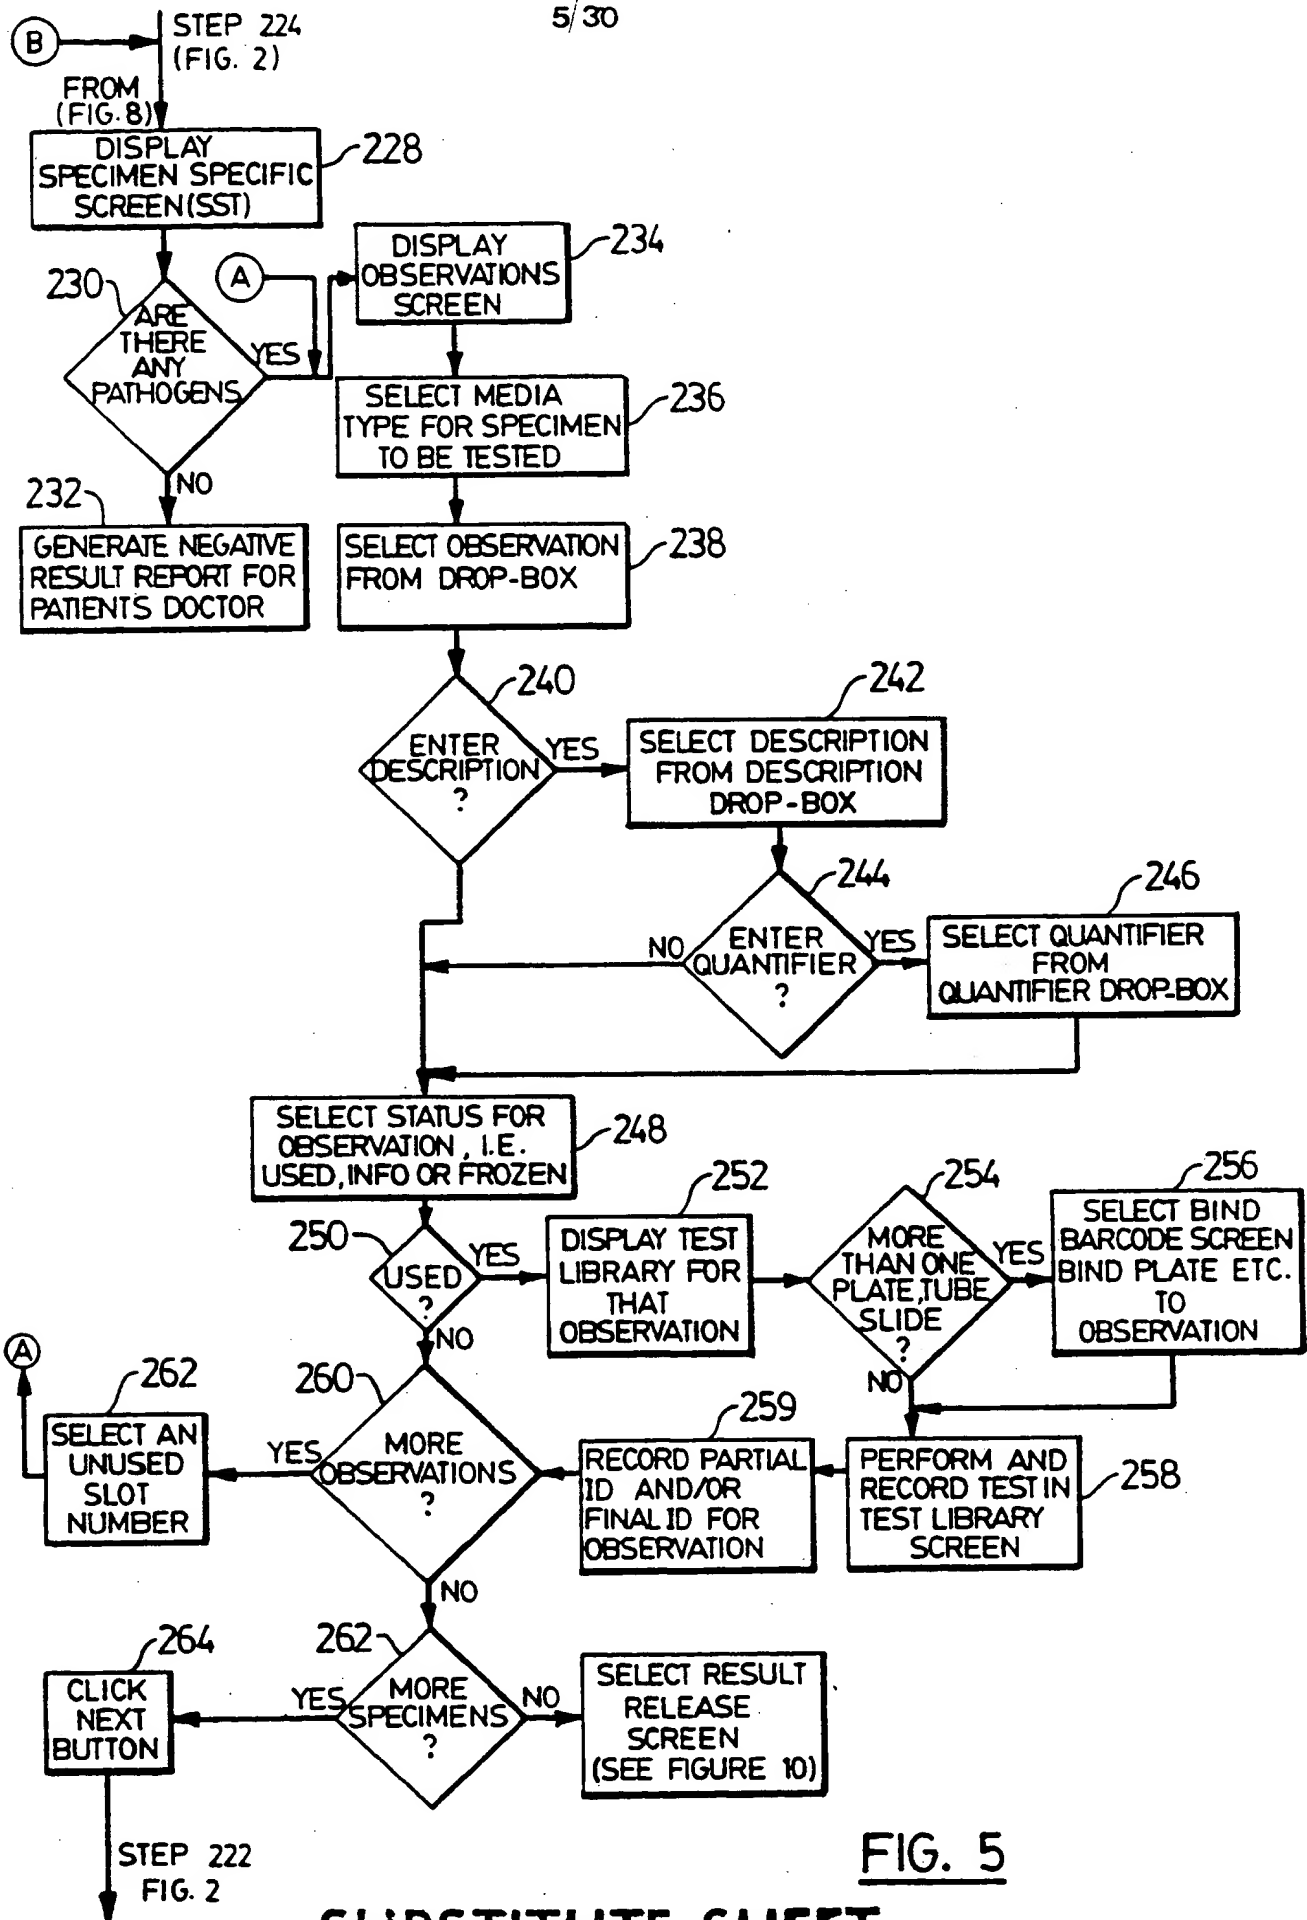 5/30
B
STEP 224
(FIG. 2)
FROM
(FIG. 8)
DISPLAY
SPECIMEN SPECIFIC
SCREEN(SST)
228
230
ARE
THERE
ANY
PATHOGENS
YES
A
NO
232
GENERATE NEGATIVE
RESULT REPORT FOR
PATIENTS DOCTOR
DISPLAY
OBSERVATIONS
SCREEN
234
SELECT MEDIA
TYPE FOR SPECIMEN
TO BE TESTED
236
SELECT OBSERVATION
FROM DROP-BOX
238
240
ENTER
DESCRIPTION
?
YES
242
SELECT DESCRIPTION
FROM DESCRIPTION
DROP-BOX
244
ENTER
QUANTIFIER
?
NO
YES
246
SELECT QUANTIFIER
FROM
QUANTIFIER DROP-BOX
SELECT STATUS FOR
OBSERVATION, I.E.
USED, INFO OR FROZEN
248
250
USED
?
YES
NO
252
DISPLAY TEST
LIBRARY FOR
THAT
OBSERVATION
254
MORE
THAN ONE
PLATE, TUBE
SLIDE
?
YES
NO
256
SELECT BIND
BARCODE SCREEN
BIND PLATE ETC.
TO
OBSERVATION
A
262
SELECT AN
UNUSED
SLOT
NUMBER
260
MORE
OBSERVATIONS
?
YES
NO
259
RECORD PARTIAL
ID AND/OR
FINAL ID FOR
OBSERVATION
PERFORM AND
RECORD TEST IN
TEST LIBRARY
SCREEN
258
264
CLICK
NEXT
BUTTON
262
MORE
SPECIMENS
?
YES
NO
SELECT RESULT
RELEASE
SCREEN
(SEE FIGURE 10)
STEP 222
FIG. 2
FIG. 5
SUBSTITUTE SHEET